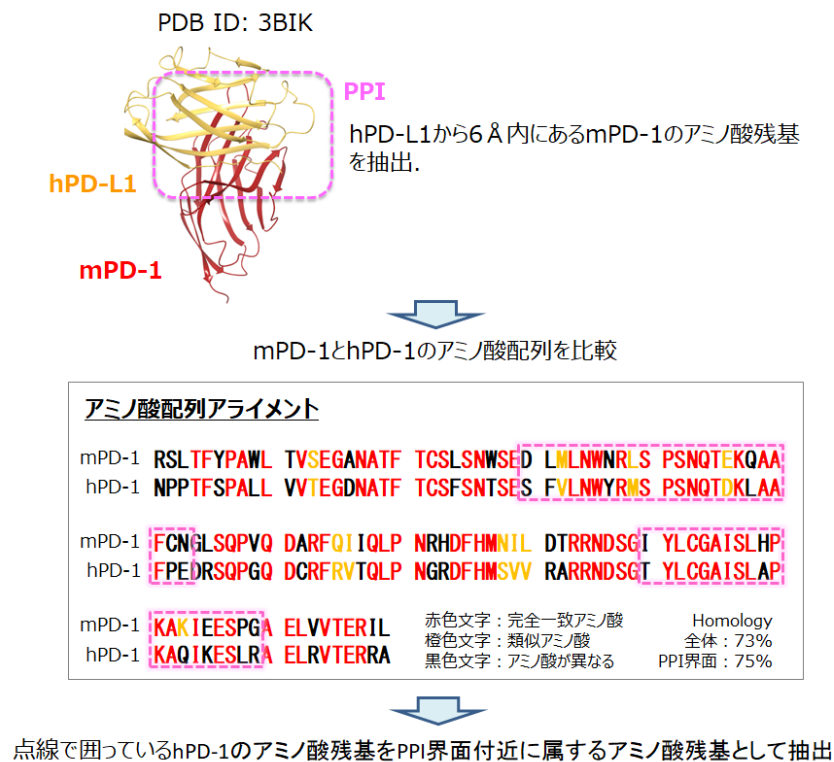 PDB ID: 3BIK
PPI
hPD-L1から6Å内にあるmPD-1のアミノ酸残基
を抽出.
hPD-L1
mPD-1
mPD-1とhPD-1のアミノ酸配列を比較
アミノ酸配列アライメント
mPD-1 RSLTFYPAWL TVSEGANATF TCSLSNWSED LMLNWNRLS PSNQTEKQAA
hPD-1 NPPTFSPALL VVTEGDNATF TCSFSNTSES FVLNWYRMS PSNQTDKLAA
mPD-1 FCNGLSQPVQ DARFQIIQLP NRHDFHMNIL DTRRNDSGI YLCGAISLHP
hPD-1 FPEDRSQPGQ DCRFRVTQLP NGRDFHMSVV RARRNDSGT YLCGAISLAP
mPD-1 KAKIEESPGA ELVVTERIL
hPD-1 KAQIKESLRA ELRVTERRA
赤色文字：完全一致アミノ酸
橙色文字：類似アミノ酸
黒色文字：アミノ酸が異なる
Homology
全体：73%
PPI界面：75%
点線で囲っているhPD-1のアミノ酸残基をPPI界面付近に属するアミノ酸残基として抽出